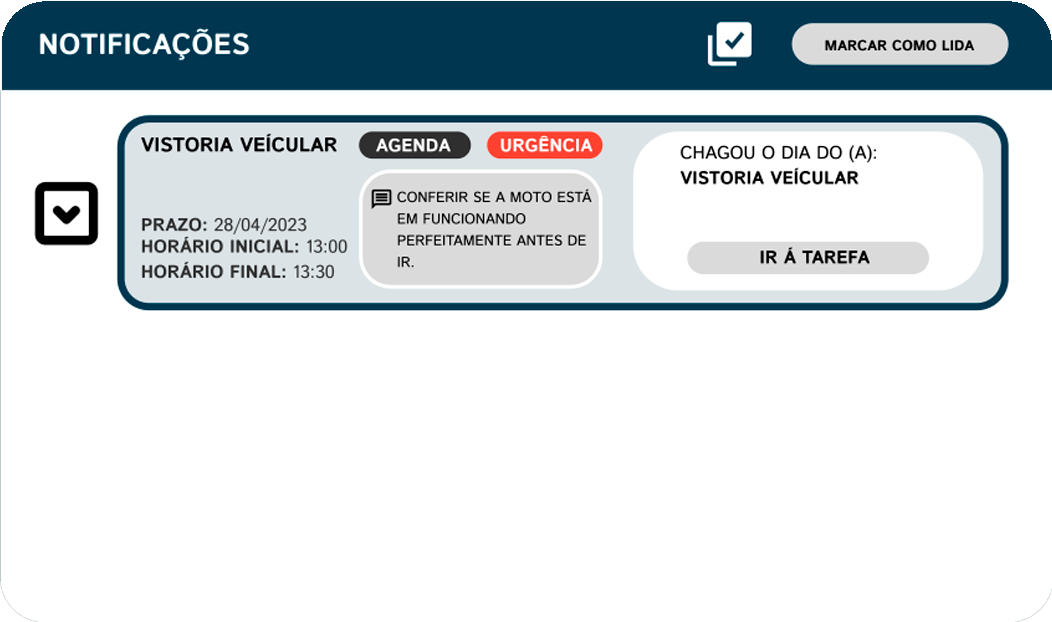 NOTIFICAÇÕES
MARCAR COMO LIDA
VISTORIA VEÍCULAR
AGENDA
URGÊNCIA
PRAZO: 28/04/2023
HORÁRIO INICIAL: 13:00
HORÁRIO FINAL: 13:30
CONFERIR SE A MOTO ESTÁ
EM FUNCIONANDO
PERFEITAMENTE ANTES DE
IR.
CHAGOU O DIA DO (A):
VISTORIA VEÍCULAR
IR Á TAREFA